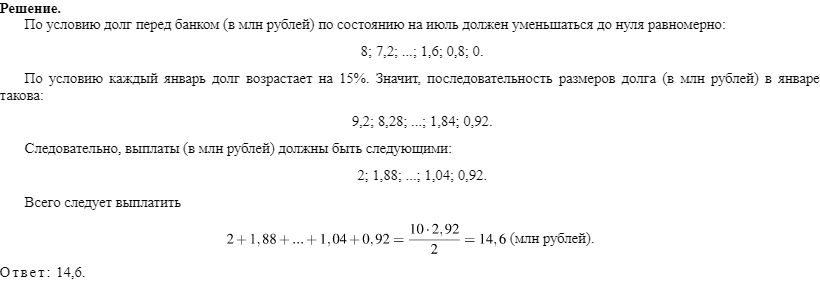 Решение.
По условию долг перед банком (в млн рублей) по состоянию на июль должен уменьшаться до нуля равномерно:
8; 7,2; ...; 1,6; 0,8; 0.
По условию каждый январь долг возрастает на 15%. Значит, последовательность размеров долга (в млн рублей) в январе
такова:
9,2; 8,28; ...; 1,84; 0,92.
Следовательно, выплаты (в млн рублей) должны быть следующими:
2; 1,88; ...; 1,04; 0,92.
Всего следует выплатить
2 + 1,88 + ... + 1,04 + 0,92 = \frac{10 · 2,92}{2} = 14,6 (млн рублей).
Ответ: 14,6.